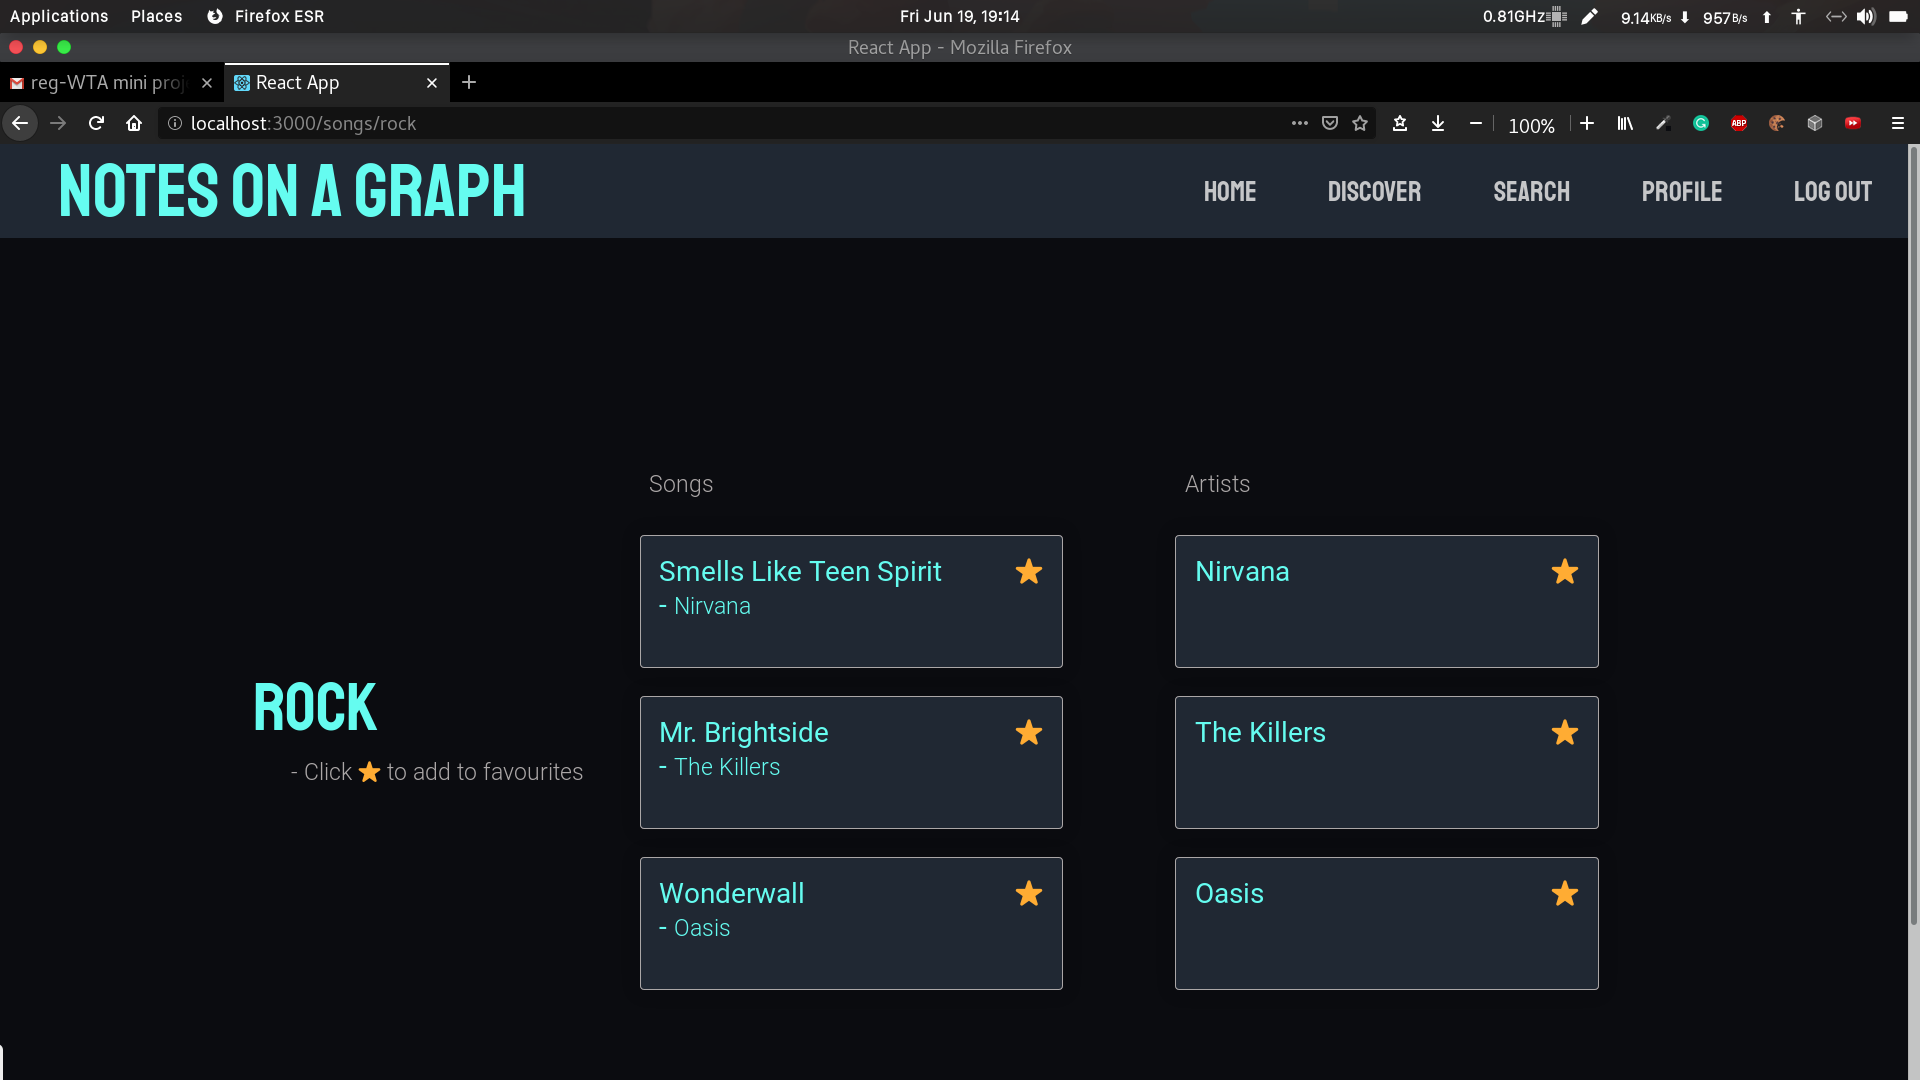 Applications Places Firefox ESR Fri Jun 19, 19:14 0.81GHz 9.14KB/s 957B/s
React App - Mozilla Firefox
reg-WTA mini proj React App
localhost:3000/songs/rock 100% ABP
NOTES ON A GRAPH HOME DISCOVER SEARCH PROFILE LOG OUT
Songs
Smells Like Teen Spirit
- Nirvana
Mr. Brightside
- The Killers
Wonderwall
- Oasis
Artists
Nirvana
The Killers
Oasis
ROCK
- Click ⭐ to add to favourites